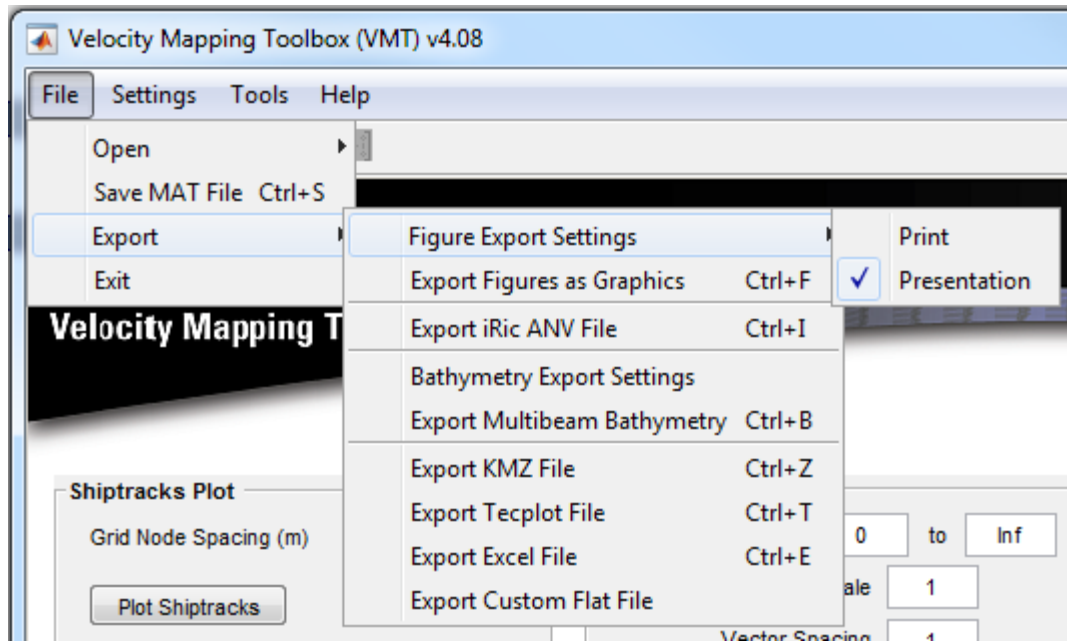 Velocity Mapping Toolbox (VMT) v4.08
File Settings Tools Help
Open
Save MAT File Ctrl+S
Export
Exit
Figure Export Settings
Export Figures as Graphics Ctrl+F
Export iRic ANV File Ctrl+I
Bathymetry Export Settings
Export Multibeam Bathymetry Ctrl+B
Export KMZ File Ctrl+Z
Export Tecplot File Ctrl+T
Export Excel File Ctrl+E
Export Custom Flat File
Print
✓ Presentation
Velocity Mapping T
Shiptracks Plot
Grid Node Spacing (m)
Plot Shiptracks
0 to Inf
ale 1
Vector Spacing 1